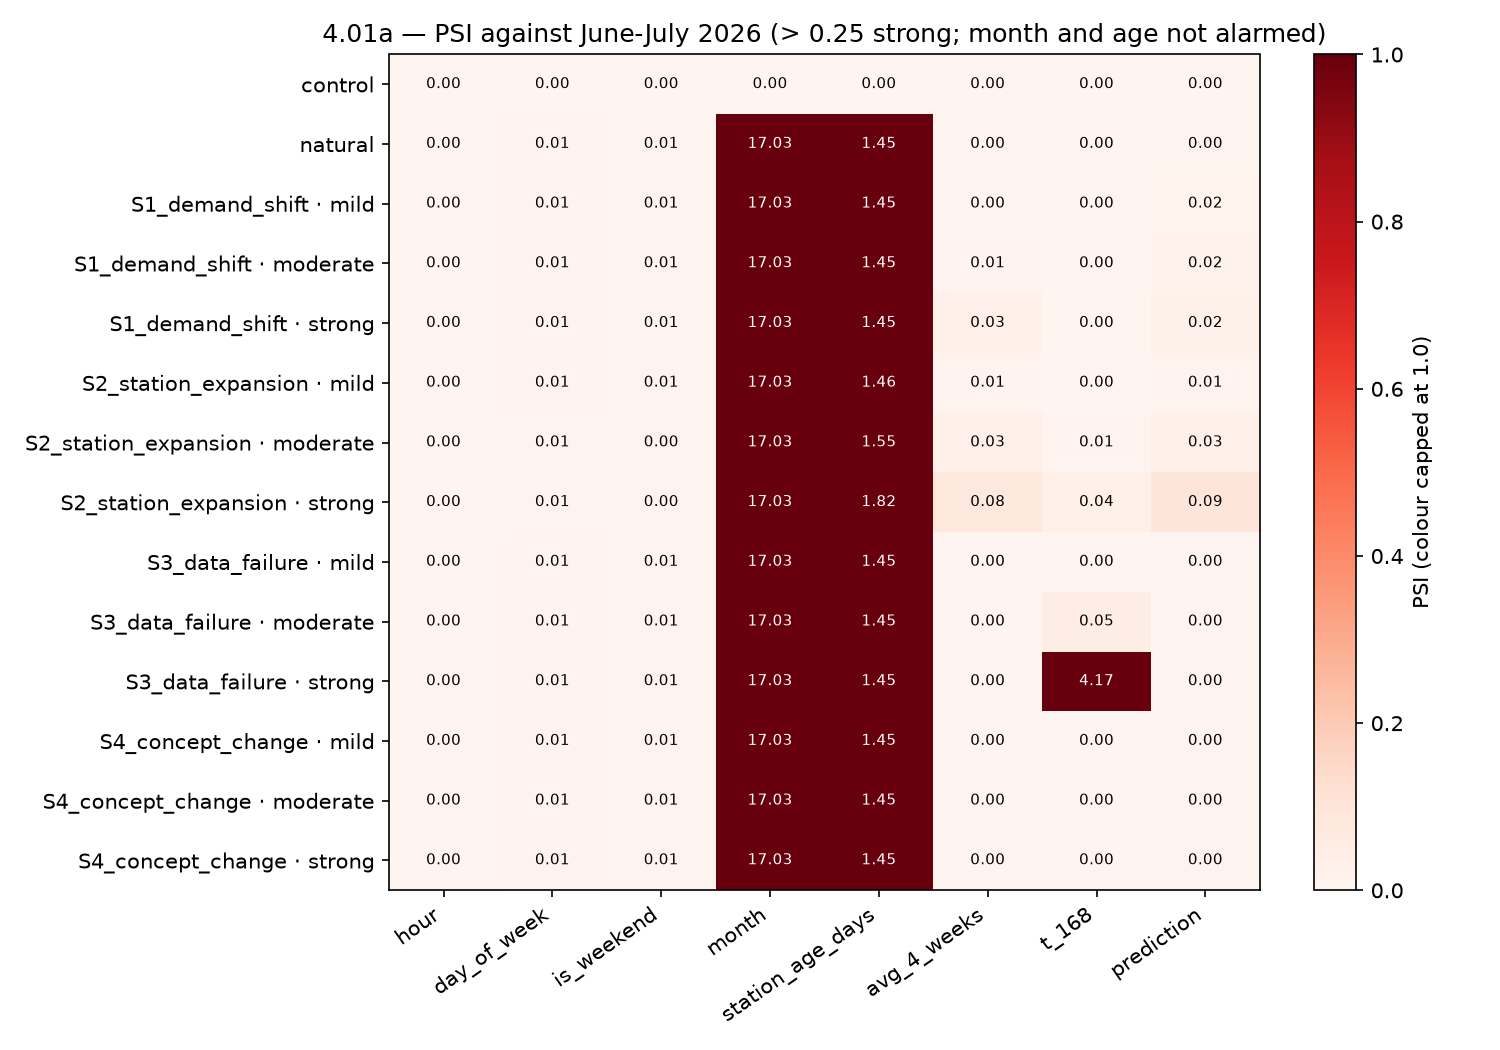 4.01a — PSI against June-July 2026 (> 0.25 strong; month and age not alarmed)
control 0.00 0.00 0.00 0.00 0.00 0.00 0.00 0.00
natural 0.00 0.01 0.01 17.03 1.45 0.00 0.00 0.00
S1_demand_shift · mild 0.00 0.01 0.01 17.03 1.45 0.00 0.00 0.02
S1_demand_shift · moderate 0.00 0.01 0.01 17.03 1.45 0.01 0.00 0.02
S1_demand_shift · strong 0.00 0.01 0.01 17.03 1.45 0.03 0.00 0.02
S2_station_expansion · mild 0.00 0.01 0.01 17.03 1.46 0.01 0.00 0.01
S2_station_expansion · moderate 0.00 0.01 0.00 17.03 1.55 0.03 0.01 0.03
S2_station_expansion · strong 0.00 0.01 0.00 17.03 1.82 0.08 0.04 0.09
S3_data_failure · mild 0.00 0.01 0.01 17.03 1.45 0.00 0.00 0.00
S3_data_failure · moderate 0.00 0.01 0.01 17.03 1.45 0.00 0.05 0.00
S3_data_failure · strong 0.00 0.01 0.01 17.03 1.45 0.00 4.17 0.00
S4_concept_change · mild 0.00 0.01 0.01 17.03 1.45 0.00 0.00 0.00
S4_concept_change · moderate 0.00 0.01 0.01 17.03 1.45 0.00 0.00 0.00
S4_concept_change · strong 0.00 0.01 0.01 17.03 1.45 0.00 0.00 0.00
hour day_of_week is_weekend month station_age_days avg_4_weeks t_168 prediction
1.0
0.8
0.6
0.4
0.2
0.0
PSI (colour capped at 1.0)